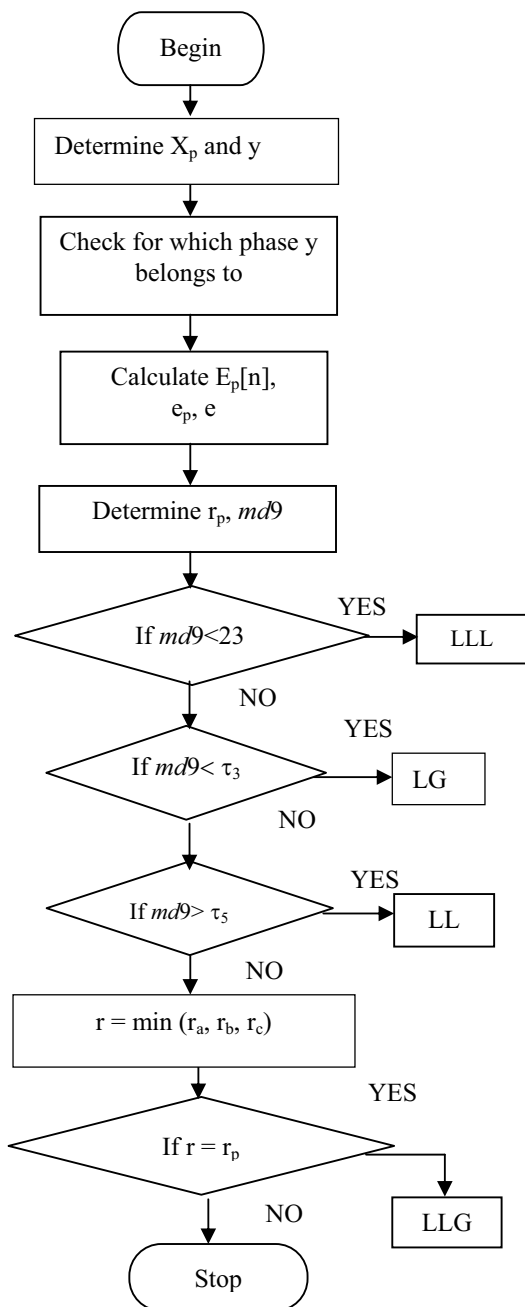 Begin
Determine Xp and y
Check for which phase y
belongs to
Calculate Ep[n],
ep, e
Determine rp, md9
If md9<23
YES
LLL
NO
If md9< τ3
YES
LG
NO
If md9> τ5
YES
LL
NO
r = min (ra, rb, rc)
YES
If r = rp
LLG
NO
Stop